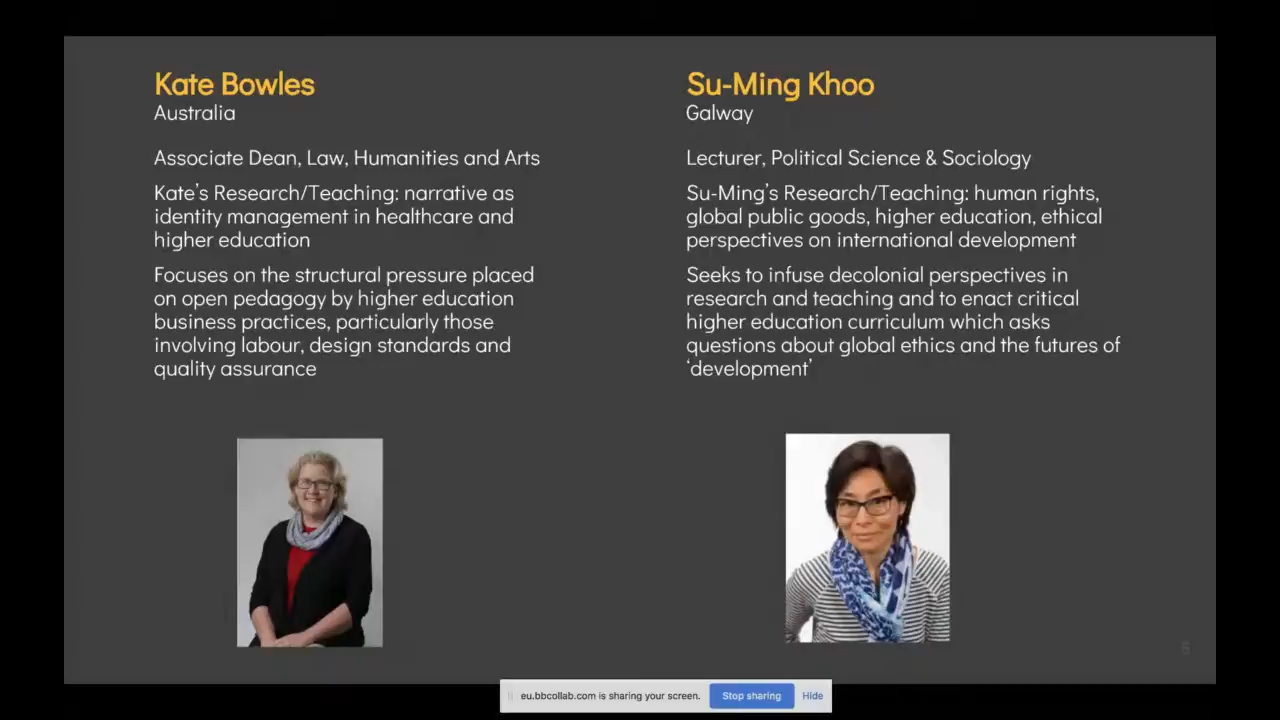 Kate Bowles
Australia
Associate Dean, Law, Humanities and Arts
Kate's Research/Teaching: narrative as
identity management in healthcare and
higher education
Focuses on the structural pressure placed
on open pedagogy by higher education
business practices, particularly those
involving labour, design standards and
quality assurance
Su-Ming Khoo
Galway
Lecturer, Political Science & Sociology
Su-Ming's Research/Teaching: human rights,
global public goods, higher education, ethical
perspectives on international development
Seeks to infuse decolonial perspectives in
research and teaching and to enact critical
higher education curriculum which asks
questions about global ethics and the futures of
‘development’
6
eu.bbcollab.com is sharing your screen. Stop sharing Hide